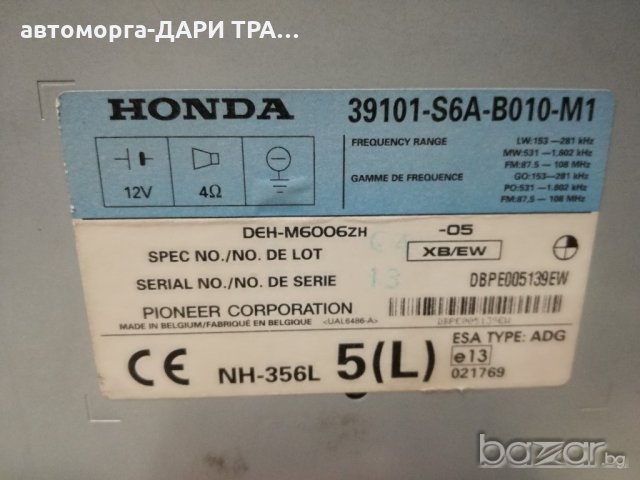 автоморга-ДАРИ ТРА...
HONDA 39101-S6A-B010-M1
FREQUENCY RANGE LW:153 — 281 kHz
MW:531 — 1,602 kHz
FM:87.5 — 108 MHz
GAMME DE FREQUENCE GO:153 — 281 kHz
PO:531 — 1,602 kHz
FM:87.5 — 108 MHz
12V 4Ω
DEH-M6006ZH -05
SPEC NO./NO. DE LOT XB/EW
SERIAL NO./NO. DE SERIE 13 DBPE005139EW
PIONEER CORPORATION
MADE IN BELGIUM/FABRIQUÉ EN BELGIQUE <UAL6486-A> DBPE005139EW
CE NH-356L 5(L) ESA TYPE: ADG
e13
021769
bazar.bg